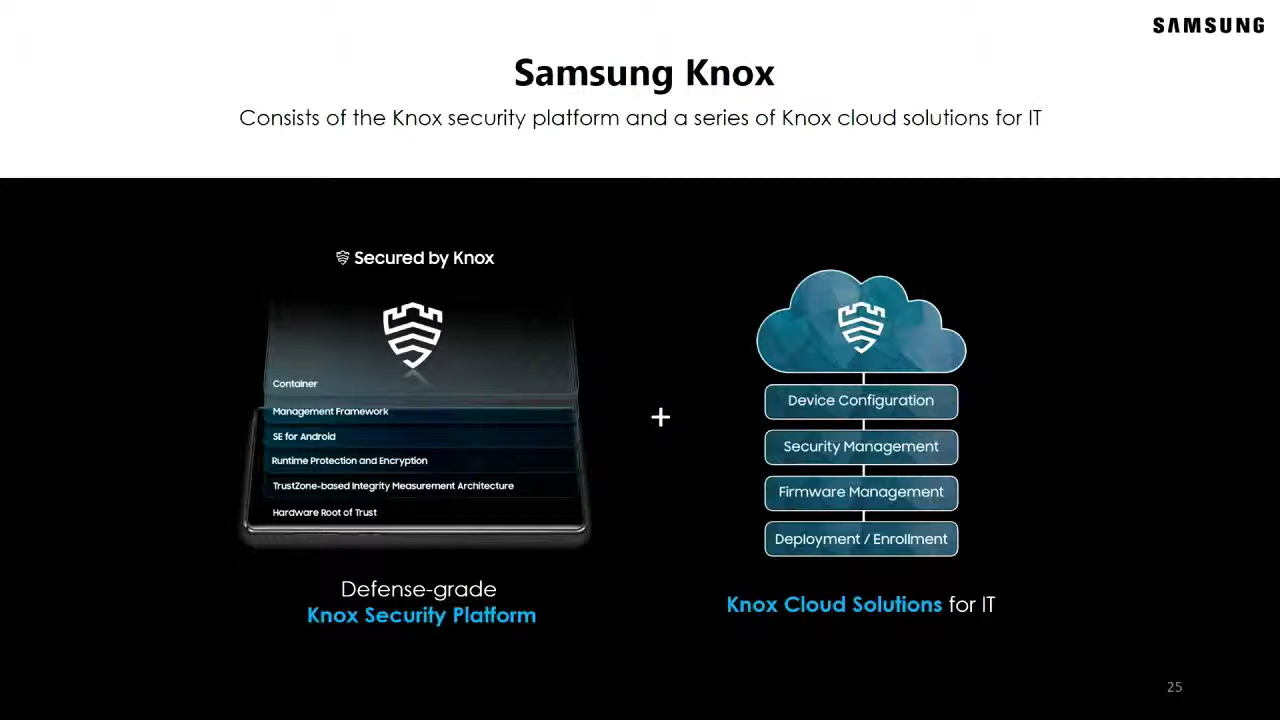 SAMSUNG
Samsung Knox
Consists of the Knox security platform and a series of Knox cloud solutions for IT
Secured by Knox
Container
Management Framework
SE for Android
Runtime Protection and Encryption
TrustZone-based Integrity Measurement Architecture
Hardware Root of Trust
Defense-grade
Knox Security Platform
+
Device Configuration
Security Management
Firmware Management
Deployment / Enrollment
Knox Cloud Solutions for IT
25